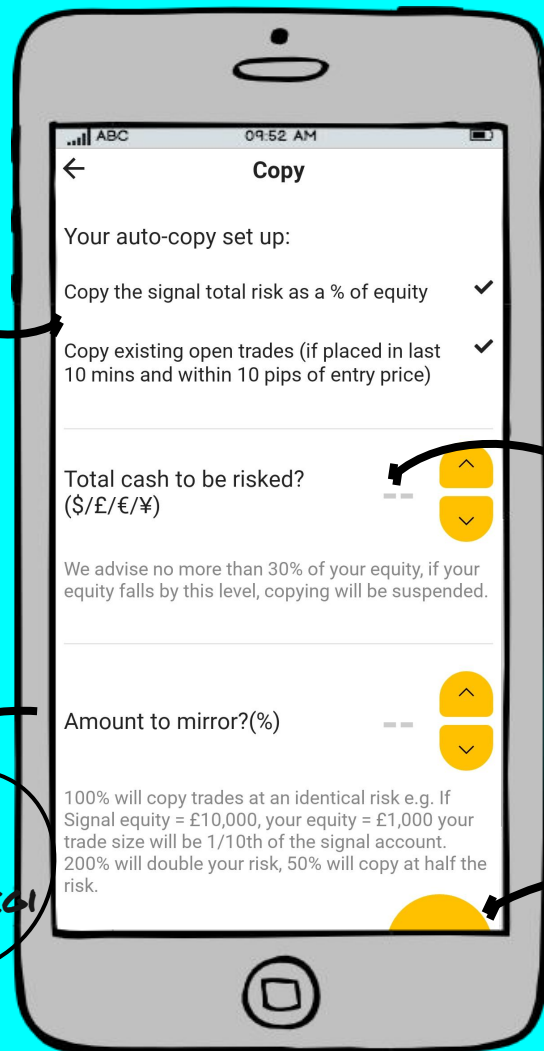 ABC 09:52 AM
Copy
Your auto-copy set up:
Copy the signal total risk as a % of equity
Copy existing open trades (if placed in last
10 mins and within 10 pips of entry price)
Total cash to be risked?
($/£/€/¥)
--
We advise no more than 30% of your equity, if your
equity falls by this level, copying will be suspended.
Amount to mirror?(%)
--
100% will copy trades at an identical risk e.g. If
Signal equity = £10,000, your equity = £1,000 your
trade size will be 1/10th of the signal account.
200% will double your risk, 50% will copy at half the
risk.